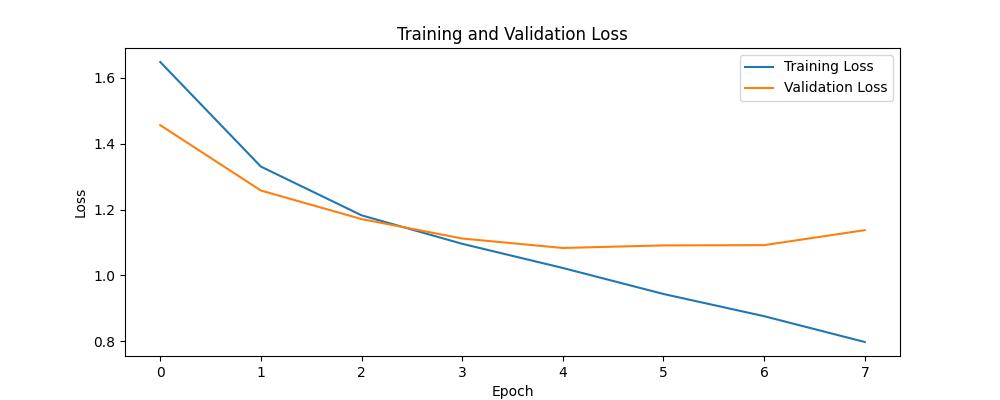 Training and Validation Loss
Training Loss
Validation Loss
1.6
1.4
1.2
1.0
0.8
Loss
0 1 2 3 4 5 6 7
Epoch